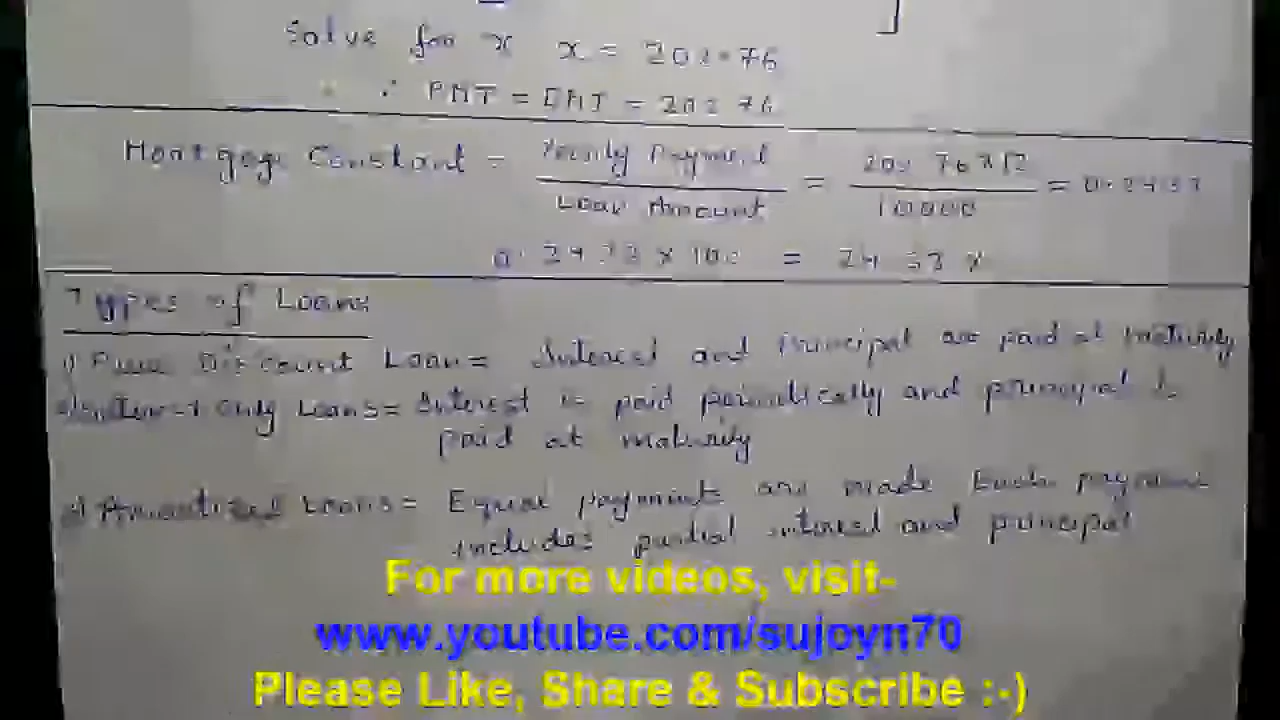 Solve for x x = 202.76
∴ PMT = EMI = 202.76
Mortgage Constant = Yearly Payment / Loan Amount = 202.76 x 12 / 10000 = 0.2433
0.2433 x 100 = 24.33 %
Types of Loans
1) Pure Discount Loan = Interest and Principal are paid at maturity
2) Interest Only Loans = Interest is paid periodically and principal is
paid at maturity
3) Amortized Loans = Equal payments are made Each payment
includes partial interest and principal
For more videos, visit-
www.youtube.com/sujoyn70
Please Like, Share & Subscribe :-)